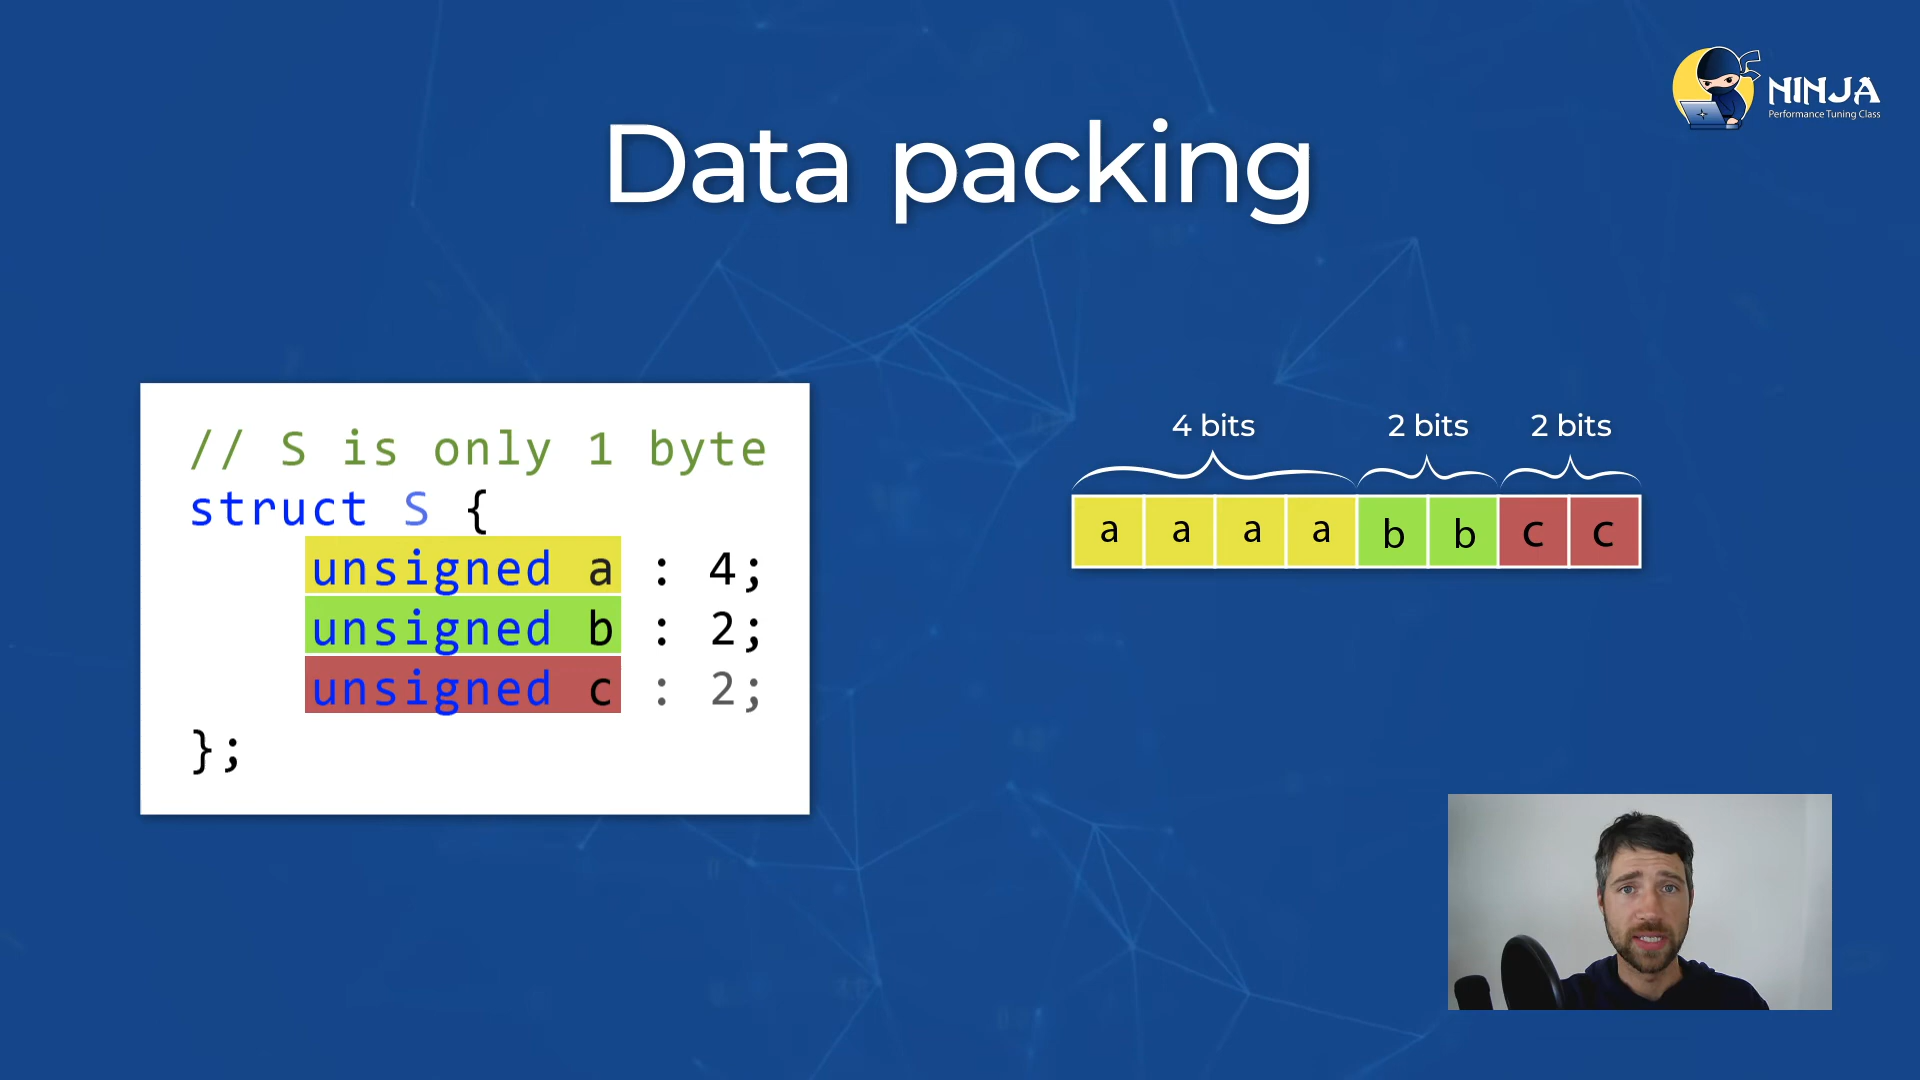 NINJA
Performance Tuning Class
Data packing
// S is only 1 byte
struct S {
unsigned a : 4;
unsigned b : 2;
unsigned c : 2;
};
4 bits 2 bits 2 bits
a a a a b b c c